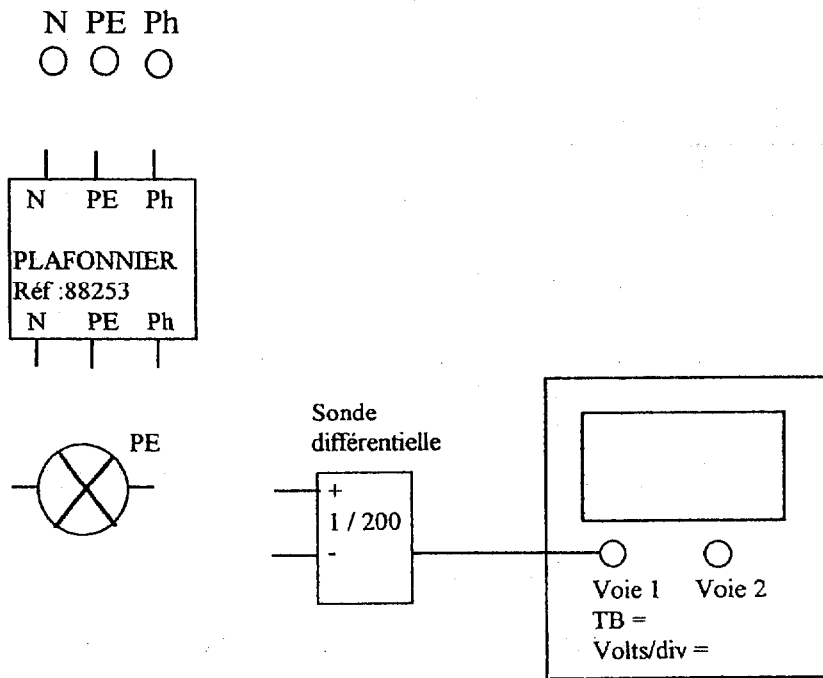 N PE Ph
N PE Ph
PLAFONNIER
Réf :88253
N PE Ph
PE
Sonde
différentielle
+
1 / 200
-
Voie 1 Voie 2
TB =
Volts/div =